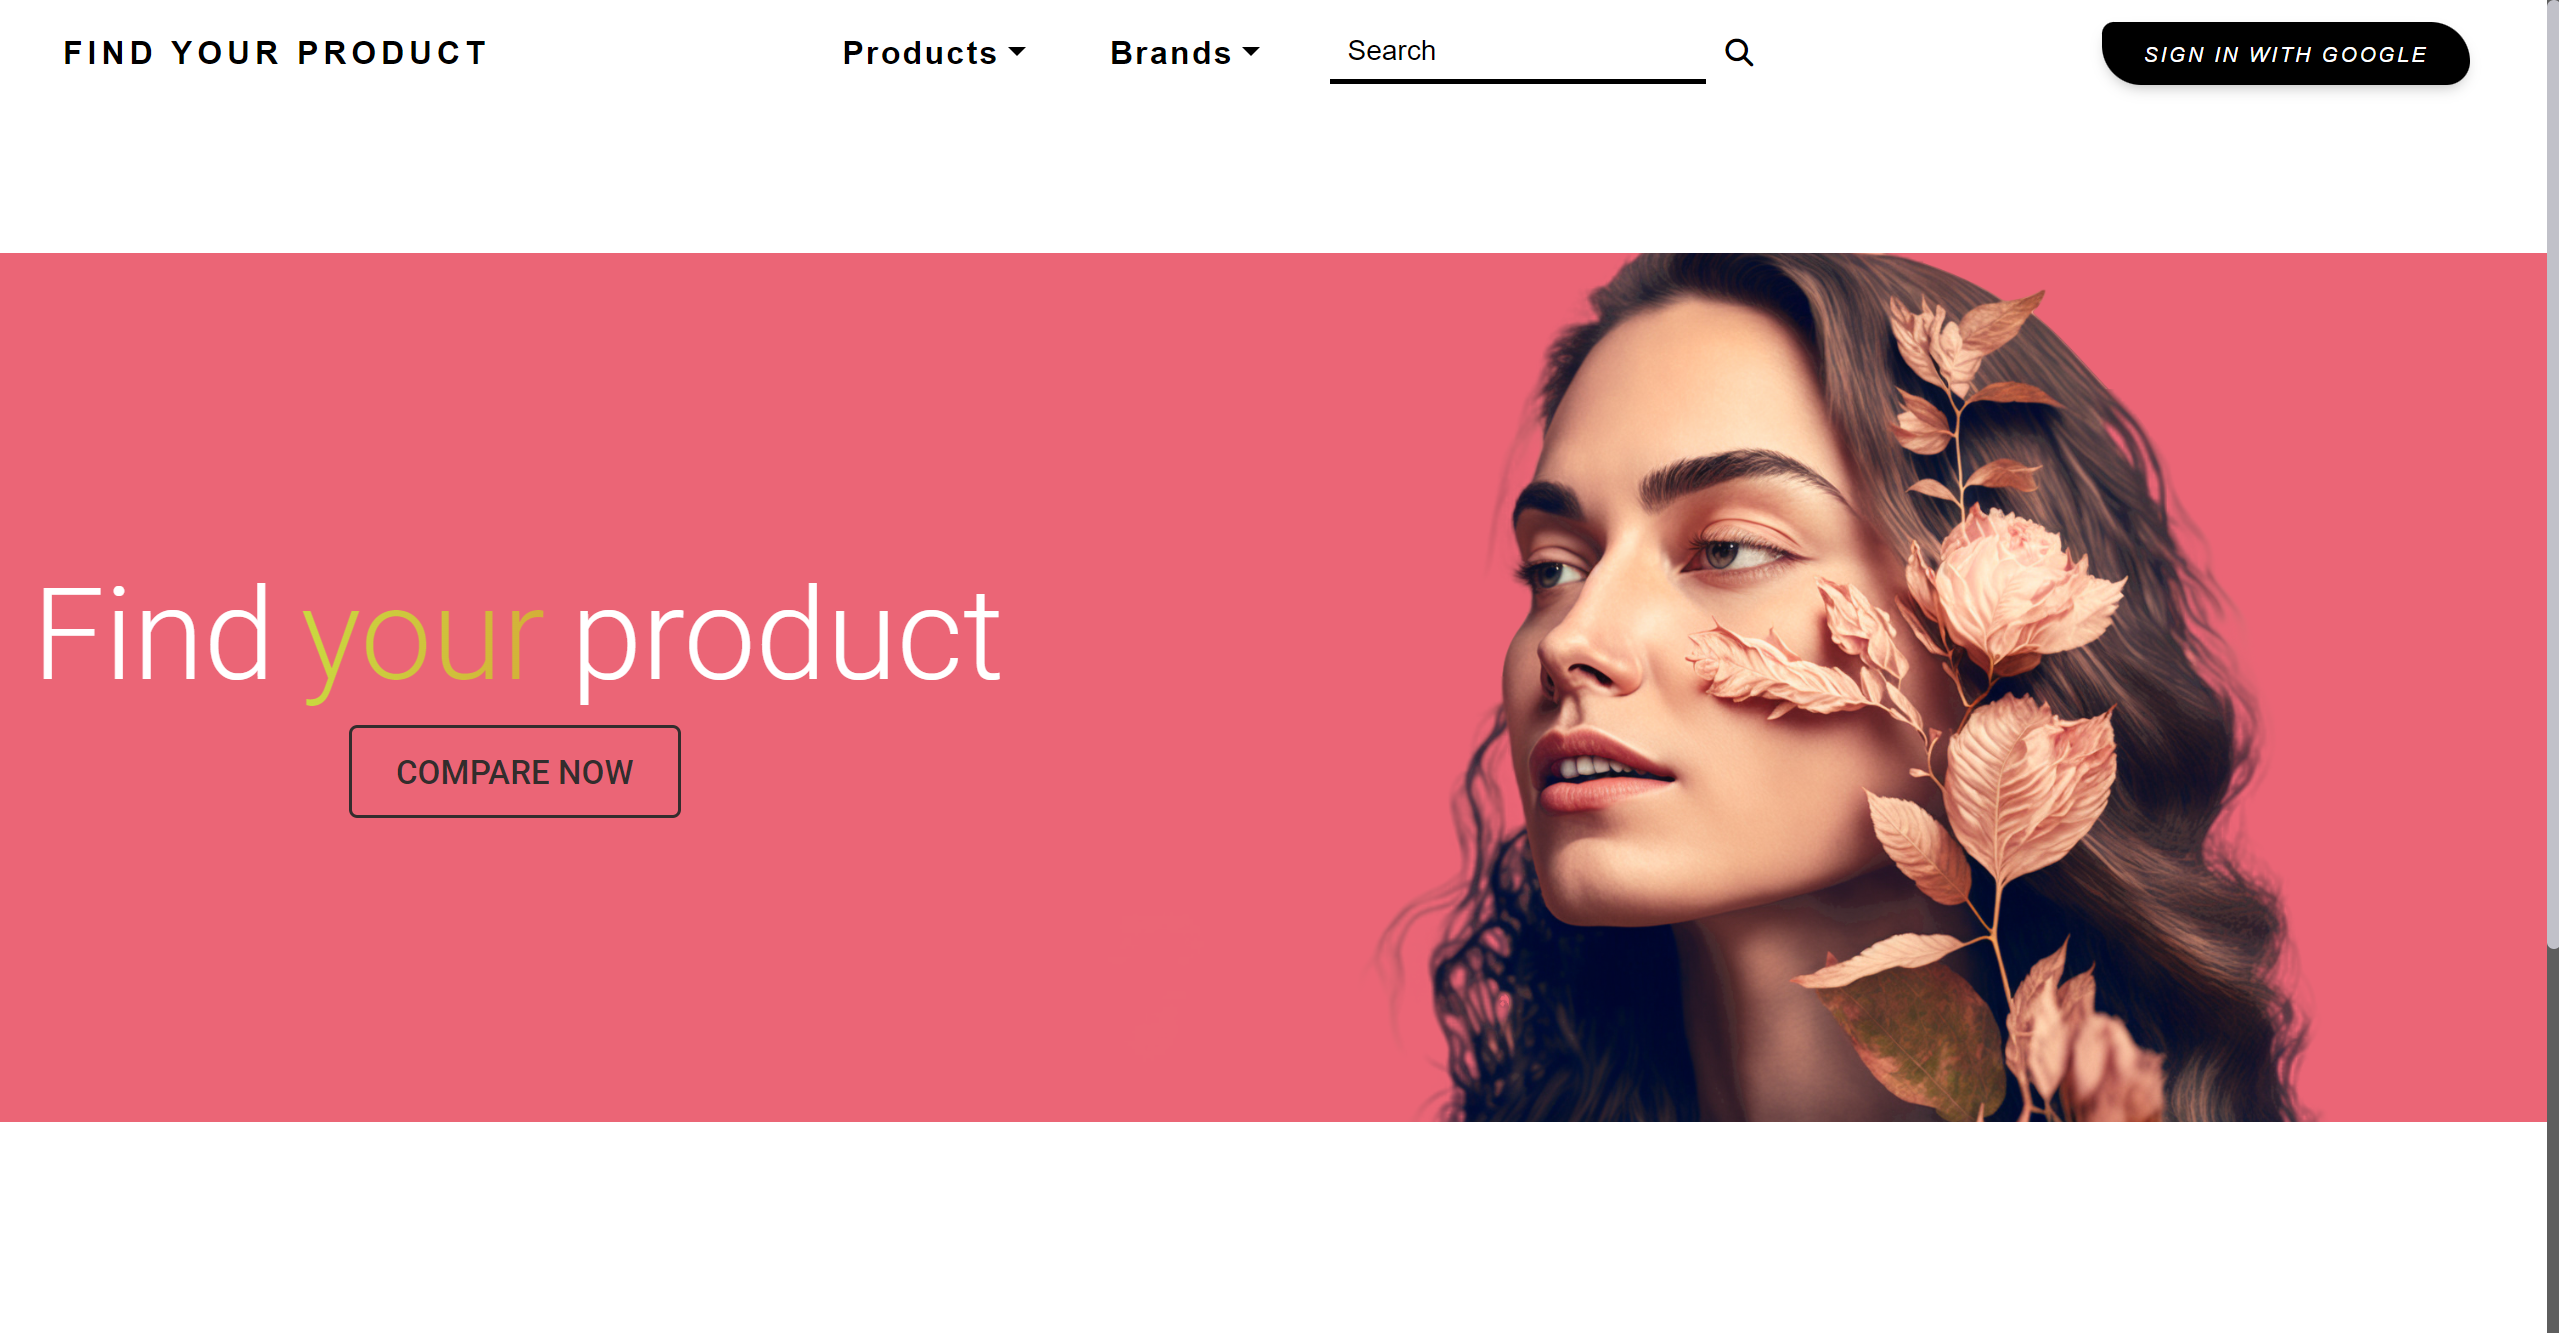 FIND YOUR PRODUCT
Products
Brands
Search
SIGN IN WITH GOOGLE
Find your product
COMPARE NOW